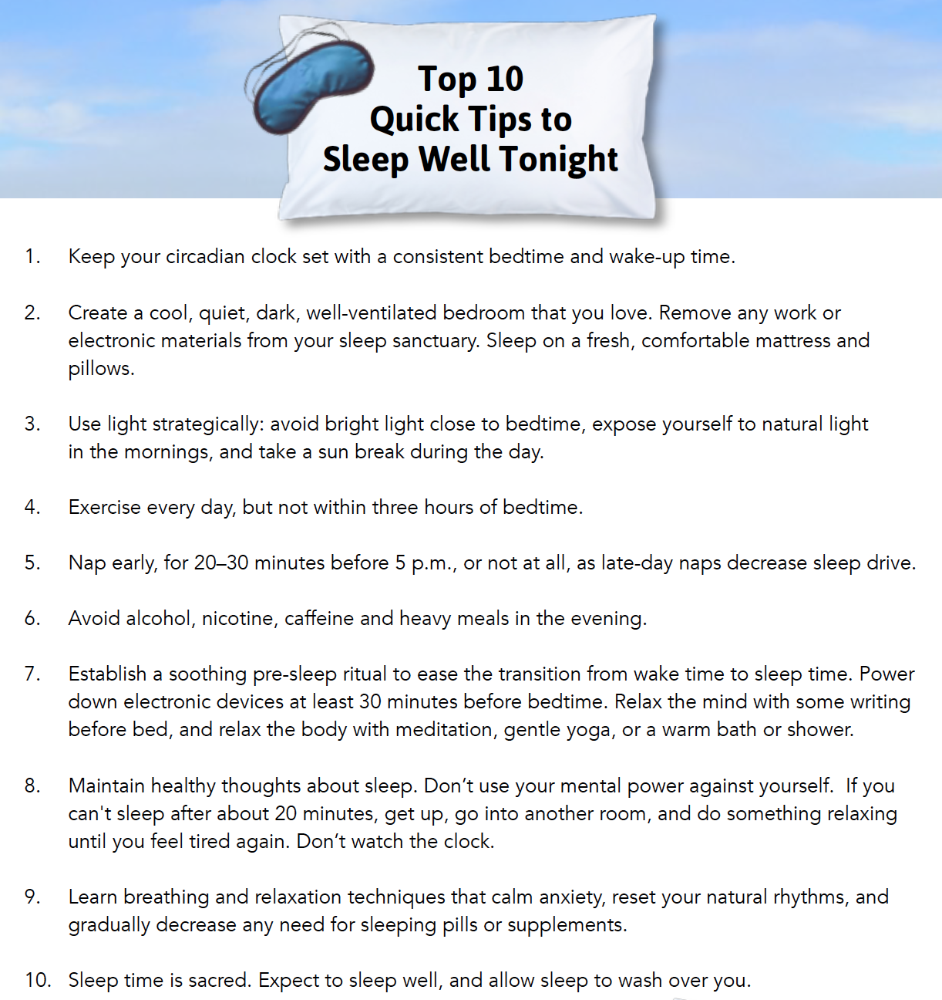 Top 10
Quick Tips to
Sleep Well Tonight
1. Keep your circadian clock set with a consistent bedtime and wake-up time.
2. Create a cool, quiet, dark, well-ventilated bedroom that you love. Remove any work or
electronic materials from your sleep sanctuary. Sleep on a fresh, comfortable mattress and
pillows.
3. Use light strategically: avoid bright light close to bedtime, expose yourself to natural light
in the mornings, and take a sun break during the day.
4. Exercise every day, but not within three hours of bedtime.
5. Nap early, for 20–30 minutes before 5 p.m., or not at all, as late-day naps decrease sleep drive.
6. Avoid alcohol, nicotine, caffeine and heavy meals in the evening.
7. Establish a soothing pre-sleep ritual to ease the transition from wake time to sleep time. Power
down electronic devices at least 30 minutes before bedtime. Relax the mind with some writing
before bed, and relax the body with meditation, gentle yoga, or a warm bath or shower.
8. Maintain healthy thoughts about sleep. Don’t use your mental power against yourself.  If you
can't sleep after about 20 minutes, get up, go into another room, and do something relaxing
until you feel tired again. Don’t watch the clock.
9. Learn breathing and relaxation techniques that calm anxiety, reset your natural rhythms, and
gradually decrease any need for sleeping pills or supplements.
10. Sleep time is sacred. Expect to sleep well, and allow sleep to wash over you.